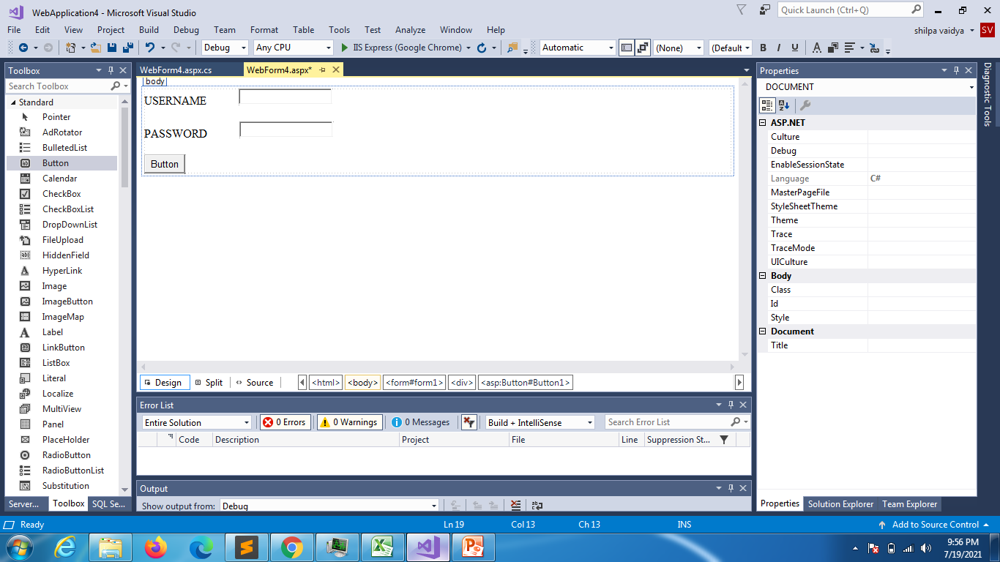 WebApplication4 - Microsoft Visual Studio
Quick Launch (Ctrl+Q)
File Edit View Project Build Debug Team Format Table Tools Test Analyze Window Help
shilpa vaidya SV
Debug Any CPU IIS Express (Google Chrome) Automatic (None) (Default B I U A
Toolbox
Search Toolbox
Standard
Pointer
AdRotator
BulletedList
Button
Calendar
CheckBox
CheckBoxList
DropDownList
FileUpload
HiddenField
HyperLink
Image
ImageButton
ImageMap
Label
LinkButton
ListBox
Literal
Localize
MultiView
Panel
PlaceHolder
RadioButton
RadioButtonList
Substitution
Server... Toolbox SQL Se...
WebForm4.aspx.cs WebForm4.aspx*
body
USERNAME
PASSWORD
Button
Design Split Source <html> <body> <form#form1> <div> <asp:Button#Button1>
Error List
Entire Solution 0 Errors 0 Warnings 0 Messages Build + IntelliSense Search Error List
Code Description Project File Line Suppression St...
Output
Show output from: Debug
Properties
DOCUMENT
ASP.NET
Culture
Debug
EnableSessionState
Language C#
MasterPageFile
StyleSheetTheme
Theme
Trace
TraceMode
UICulture
Body
Class
Id
Style
Document
Title
Properties Solution Explorer Team Explorer
Diagnostic Tools
Ready Ln 19 Col 13 Ch 13 INS Add to Source Control
9:56 PM
7/19/2021